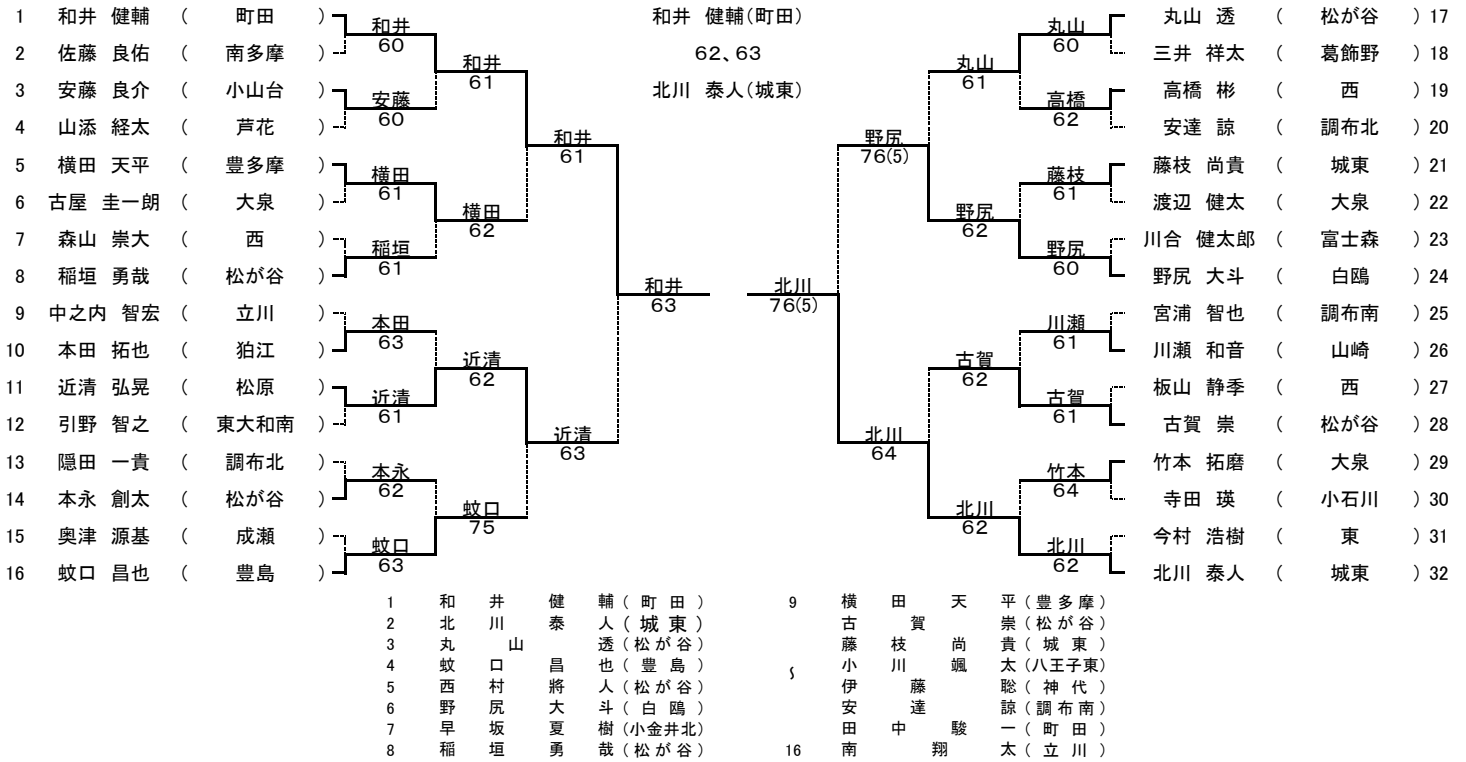 1 和井 健輔 ( 町田 )
2 佐藤 良佑 ( 南多摩 )
3 安藤 良介 ( 小山台 )
4 山添 経太 ( 芦花 )
5 横田 天平 ( 豊多摩 )
6 古屋 圭一朗 ( 大泉 )
7 森山 崇大 ( 西 )
8 稲垣 勇哉 ( 松が谷 )
9 中之内 智宏 ( 立川 )
10 本田 拓也 ( 狛江 )
11 近清 弘晃 ( 松原 )
12 引野 智之 ( 東大和南 )
13 隠田 一貴 ( 調布北 )
14 本永 創太 ( 松が谷 )
15 奥津 源基 ( 成瀬 )
16 蚊口 昌也 ( 豊島 )
和井
60
安藤
60
横田
61
稲垣
61
本田
63
近清
61
本永
62
蚊口
63
和井
61
横田
62
近清
62
蚊口
75
和井
61
近清
63
和井
63
和井 健輔(町田)
62、63
北川 泰人(城東)
北川
76(5)
野尻
76(5)
北川
64
丸山
61
野尻
62
古賀
62
北川
62
丸山
60
高橋
62
藤枝
61
野尻
60
川瀬
61
古賀
61
竹本
64
北川
62
丸山 透 ( 松が谷 ) 17
三井 祥太 ( 葛飾野 ) 18
高橋 彬 ( 西 ) 19
安達 諒 ( 調布北 ) 20
藤枝 尚貴 ( 城東 ) 21
渡辺 健太 ( 大泉 ) 22
川合 健太郎 ( 富士森 ) 23
野尻 大斗 ( 白鴎 ) 24
宮浦 智也 ( 調布南 ) 25
川瀬 和音 ( 山崎 ) 26
板山 静季 ( 西 ) 27
古賀 崇 ( 松が谷 ) 28
竹本 拓磨 ( 大泉 ) 29
寺田 瑛 ( 小石川 ) 30
今村 浩樹 ( 東 ) 31
北川 泰人 ( 城東 ) 32
1 和井健輔(町田)
2 北川泰人(城東)
3 丸山透(松が谷)
4 蚊口昌也(豊島)
5 西村將人(松が谷)
6 野尻大斗(白鴎)
7 早坂夏樹(小金井北)
8 稲垣勇哉(松が谷)
9 横田天平(豊多摩)
古賀崇(松が谷)
藤枝尚貴(城東)
〜 小川颯太(八王子東)
伊藤聡(神代)
安達諒(調布南)
田中駿一(町田)
16 南翔太(立川)